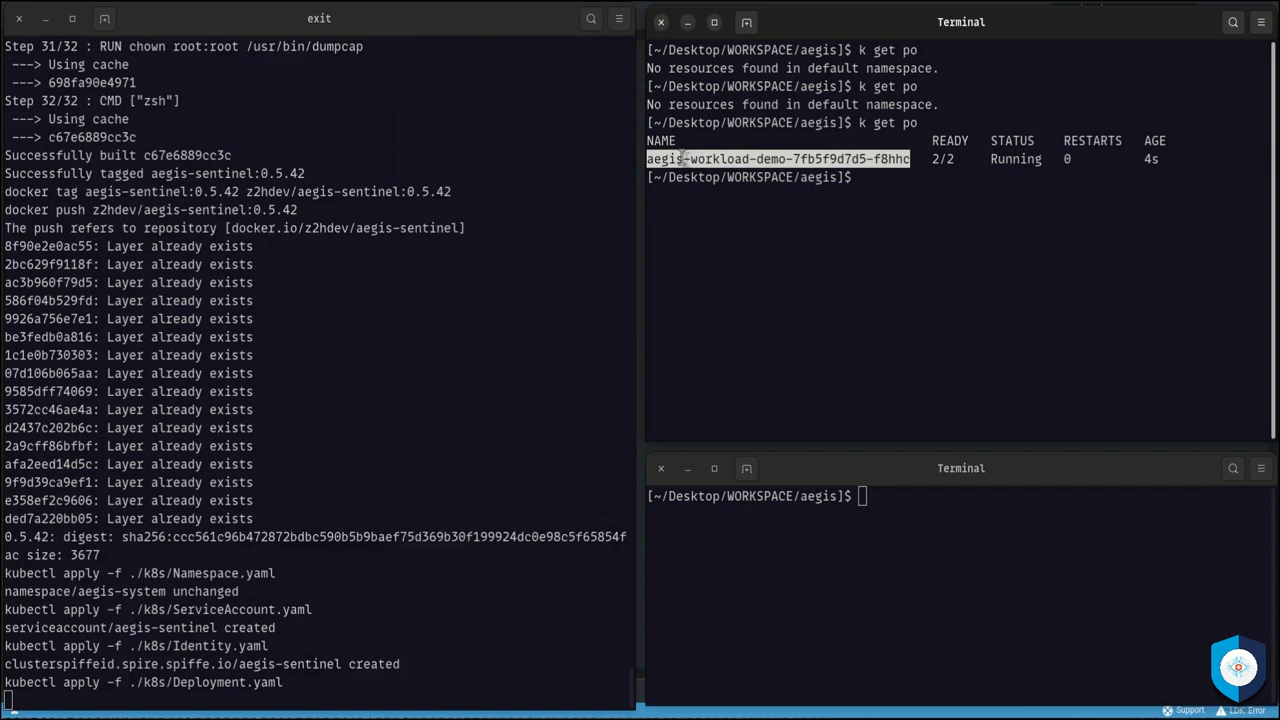 exit
Step 31/32 : RUN chown root:root /usr/bin/dumpcap
---> Using cache
---> 698fa90e4971
Step 32/32 : CMD ["zsh"]
---> Using cache
---> c67e6889cc3c
Successfully built c67e6889cc3c
Successfully tagged aegis-sentinel:0.5.42
docker tag aegis-sentinel:0.5.42 z2hdev/aegis-sentinel:0.5.42
docker push z2hdev/aegis-sentinel:0.5.42
The push refers to repository [docker.io/z2hdev/aegis-sentinel]
8f90e2e0ac55: Layer already exists
2bc629f9118f: Layer already exists
ac3b960f79d5: Layer already exists
586f04b529fd: Layer already exists
9926a756e7e1: Layer already exists
be3fedb0a816: Layer already exists
1c1e0b730303: Layer already exists
07d106b065aa: Layer already exists
9585dff74069: Layer already exists
3572cc46ae4a: Layer already exists
d2437c202b6c: Layer already exists
2a9cff86bfbf: Layer already exists
afa2eed14d5c: Layer already exists
9f9d39ca9ef1: Layer already exists
e358ef2c9606: Layer already exists
ded7a220bb05: Layer already exists
0.5.42: digest: sha256:ccc561c96b472872bdbc590b5b9baef75d369b30f199924dc0e98c5f65854f
ac size: 3677
kubectl apply -f ./k8s/Namespace.yaml
namespace/aegis-system unchanged
kubectl apply -f ./k8s/ServiceAccount.yaml
serviceaccount/aegis-sentinel created
kubectl apply -f ./k8s/Identity.yaml
clusterspiffeid.spire.spiffe.io/aegis-sentinel created
kubectl apply -f ./k8s/Deployment.yaml
Terminal
[~/Desktop/WORKSPACE/aegis]$ k get po
No resources found in default namespace.
[~/Desktop/WORKSPACE/aegis]$ k get po
No resources found in default namespace.
[~/Desktop/WORKSPACE/aegis]$ k get po
NAME READY STATUS RESTARTS AGE
aegis-workload-demo-7fb5f9d7d5-f8hhc 2/2 Running 0 4s
[~/Desktop/WORKSPACE/aegis]$
Terminal
[~/Desktop/WORKSPACE/aegis]$
Support LDK: Error